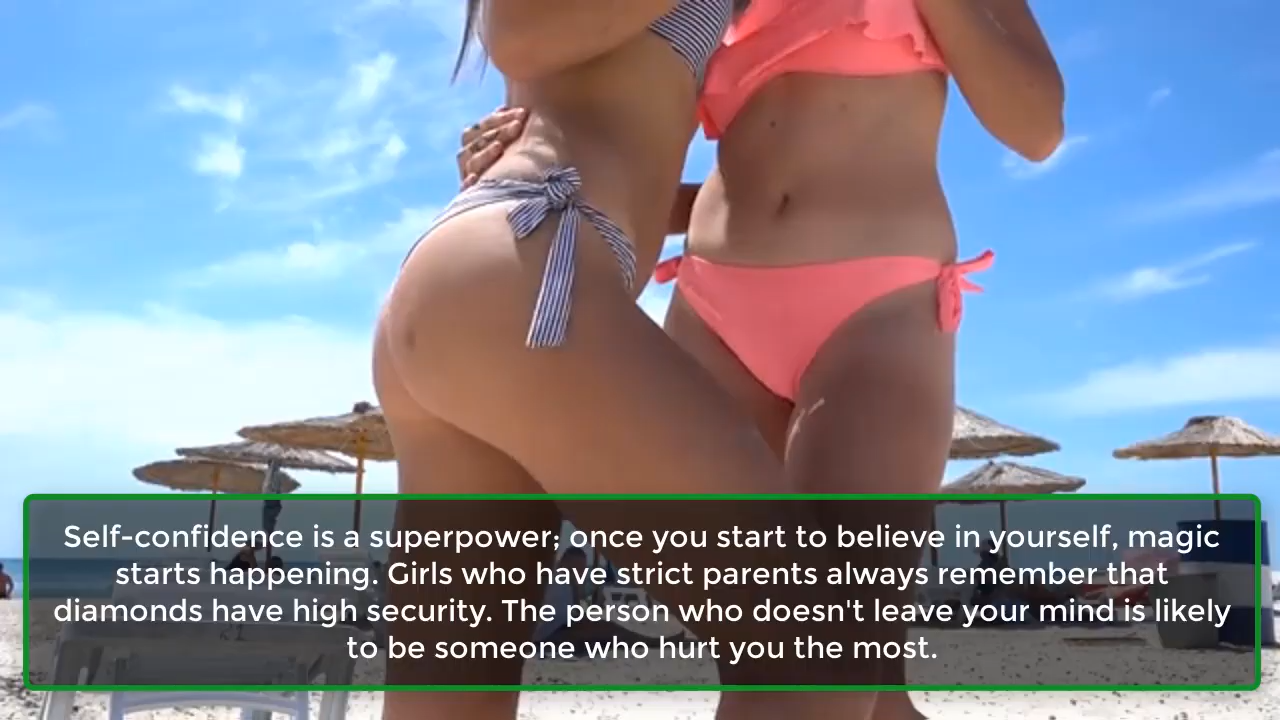 Self-confidence is a superpower; once you start to believe in yourself, magic
starts happening. Girls who have strict parents always remember that
diamonds have high security. The person who doesn't leave your mind is likely
to be someone who hurt you the most.